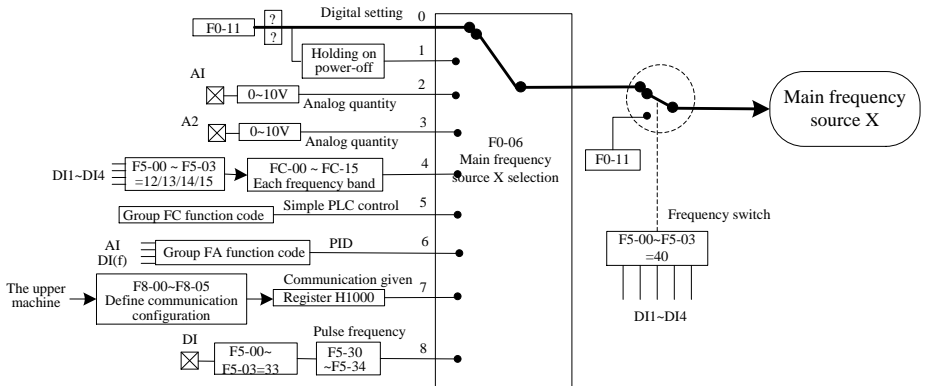 Digital setting 0
F0-11
?
?
Holding on
power-off
1
AI
0~10V
Analog quantity
2
A2
0~10V
Analog quantity
3
DI1~DI4
F5-00 ~ F5-03
=12/13/14/15
FC-00 ~ FC-15
Each frequency band
4
Group FC function code
Simple PLC control
5
AI
DI(f)
Group FA function code
PID
6
The upper
machine
F8-00~F8-05
Define communication
configuration
Communication given
Register H1000
7
DI
F5-00~
F5-03=33
Pulse frequency
F5-30
~F5-34
8
F0-06
Main frequency
source X selection
F0-11
Frequency switch
F5-00~F5-03
=40
DI1~DI4
Main frequency
source X